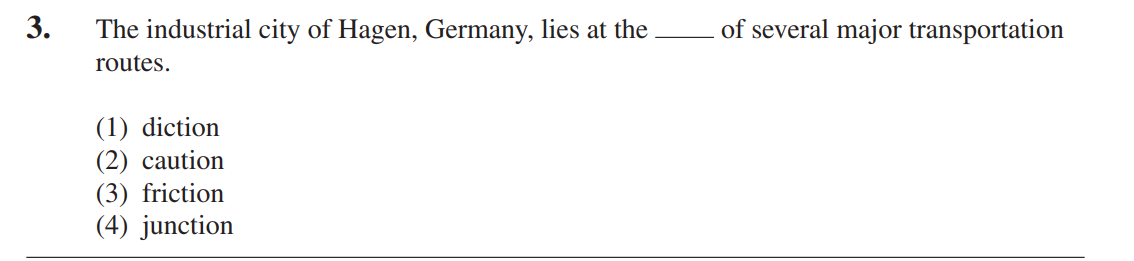 3. The industrial city of Hagen, Germany, lies at the ____ of several major transportation
routes.
(1) diction
(2) caution
(3) friction
(4) junction